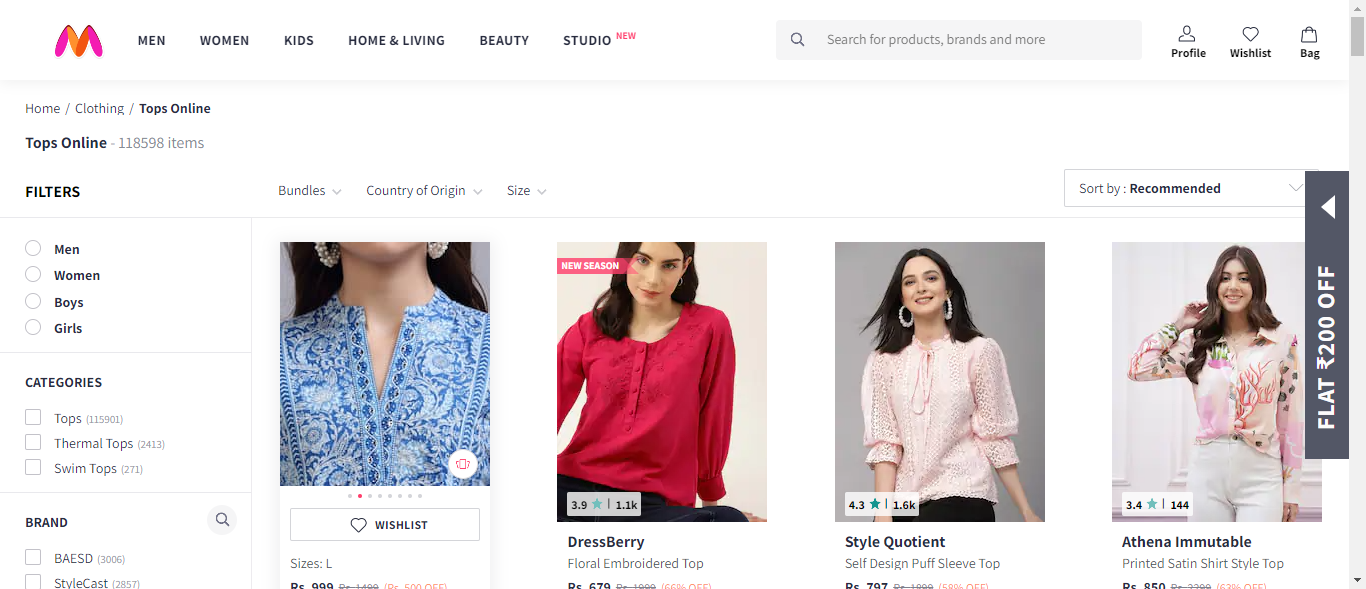 MEN WOMEN KIDS HOME & LIVING BEAUTY STUDIO NEW Search for products, brands and more Profile Wishlist Bag
Home / Clothing / Tops Online
Tops Online - 118598 items
FILTERS Bundles Country of Origin Size Sort by : Recommended
FLAT ₹200 OFF
Men
Women
Boys
Girls
CATEGORIES
Tops (115901)
Thermal Tops (2413)
Swim Tops (271)
BRAND
BAESD (3006)
StyleCast (2857)
WISHLIST
Sizes: L
Rs. 999 Rs. 1499 (Rs. 500 OFF)
NEW SEASON
3.9 | 1.1k
DressBerry
Floral Embroidered Top
Rs. 679 Rs. 1999 (66% OFF)
4.3 | 1.6k
Style Quotient
Self Design Puff Sleeve Top
Rs. 797 Rs. 1899 (58% OFF)
3.4 | 144
Athena Immutable
Printed Satin Shirt Style Top
Rs. 850 Rs. 2299 (63% OFF)